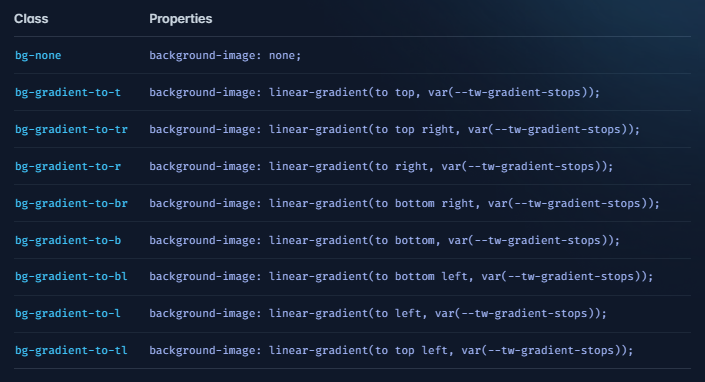 Class Properties
bg-none background-image: none;
bg-gradient-to-t background-image: linear-gradient(to top, var(--tw-gradient-stops));
bg-gradient-to-tr background-image: linear-gradient(to top right, var(--tw-gradient-stops));
bg-gradient-to-r background-image: linear-gradient(to right, var(--tw-gradient-stops));
bg-gradient-to-br background-image: linear-gradient(to bottom right, var(--tw-gradient-stops));
bg-gradient-to-b background-image: linear-gradient(to bottom, var(--tw-gradient-stops));
bg-gradient-to-bl background-image: linear-gradient(to bottom left, var(--tw-gradient-stops));
bg-gradient-to-l background-image: linear-gradient(to left, var(--tw-gradient-stops));
bg-gradient-to-tl background-image: linear-gradient(to top left, var(--tw-gradient-stops));